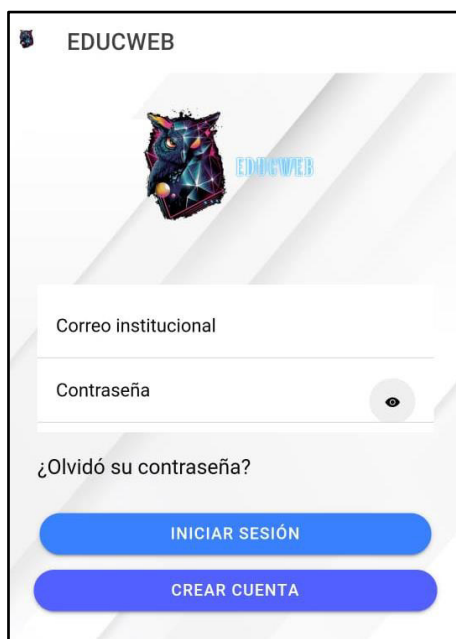 EDUCWEB
EDUCWEB
Correo institucional
Contraseña
¿Olvidó su contraseña?
INICIAR SESIÓN
CREAR CUENTA